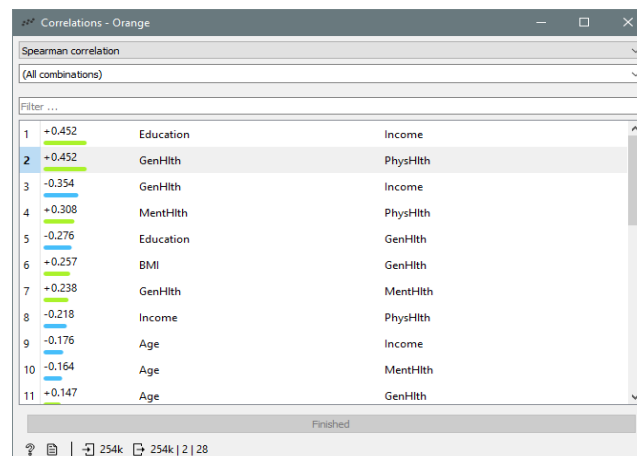 Correlations - Orange
Spearman correlation
(All combinations)
Filter ...
1 +0.452 Education Income
2 +0.452 GenHlth PhysHlth
3 -0.354 GenHlth Income
4 +0.308 MentHlth PhysHlth
5 -0.276 Education GenHlth
6 +0.257 BMI GenHlth
7 +0.238 GenHlth MentHlth
8 -0.218 Income PhysHlth
9 -0.176 Age Income
10 -0.164 Age MentHlth
11 +0.147 Age GenHlth
Finished
? 254k 254k | 2 | 28